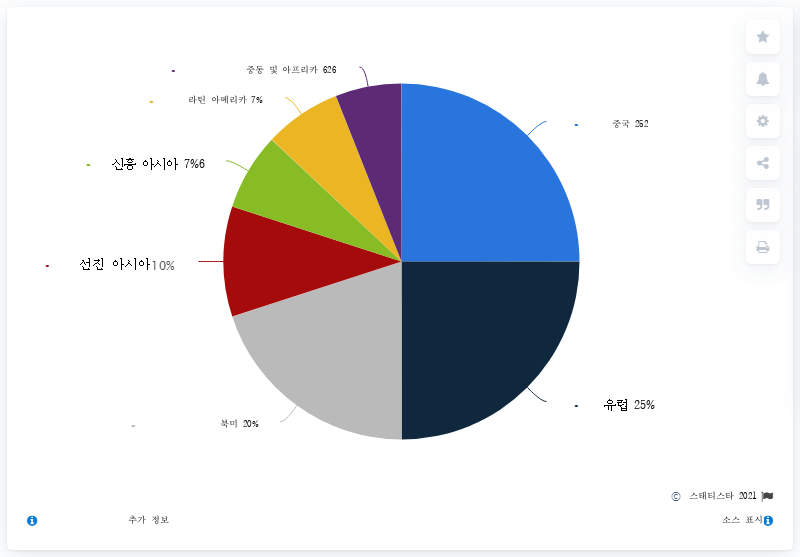 중동 및 아프리카 626
라틴 아메리카 7%
중국 252
신흥 아시아 7%6
선진 아시아10%
유럽 25%
북미 20%
© 스태티스타 2021
추가 정보
소스 표시